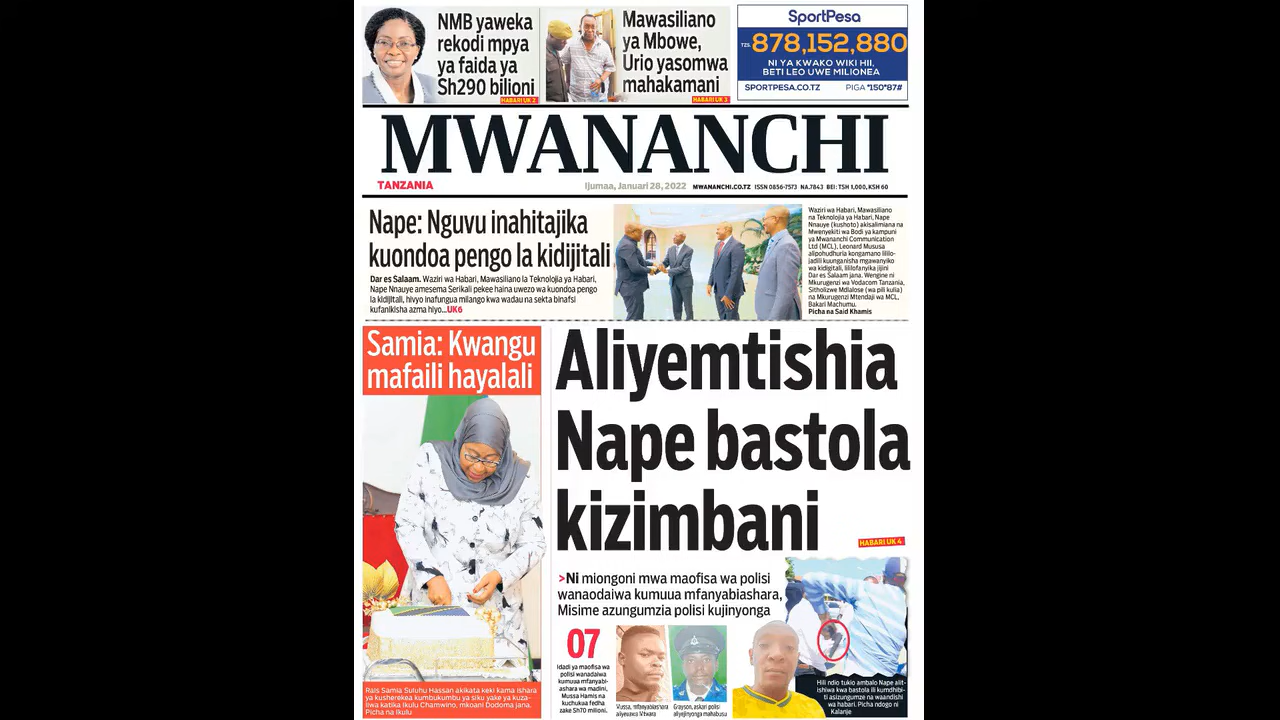 NMB yaweka
rekodi mpya
ya faida ya
Sh290 bilioni
HABARI UK 2
Mawasiliano
ya Mbowe,
Urio yasomwa
mahakamani
HABARI UK 3
SportPesa
TZS. 878,152,880
NI YA KWAKO WIKI HII,
BETI LEO UWE MILIONEA
SPORTPESA.CO.TZ PIGA *150*87#
MWANANCHI
TANZANIA
Ijumaa, Januari 28, 2022 MWANANCHI.CO.TZ ISSN 0856-7573 NA.7843 BEI: TSH 1,000, KSH 60
Nape: Nguvu inahitajika
kuondoa pengo la kidijitali
Dar es Salaam. Waziri wa Habari, Mawasiliano la Teknolojia ya Habari,
Nape Nnauye amesema Serikali pekee haina uwezo wa kuondoa pengo
la kidijitali, hivyo inafungua milango kwa wadau na sekta binafsi
kufanikisha azma hiyo...UK6
Waziri wa Habari, Mawasiliano
na Teknolojia ya Habari, Nape
Nnauye (kushoto) akisalimiana na
Mwenyekiti wa Bodi ya kampuni
ya Mwananchi Communication
Ltd (MCL), Leonard Mususa
alipohudhuria kongamano lililo-
jadili kuunganisha mgawanyiko
wa kidigitali, lililofanyika jijini
Dar es Salaam jana. Wengine ni
Mkurugenzi wa Vodacom Tanzania,
Sitholizwe Mdlalose (wa pili kulia)
na Mkurugenzi Mtendaji wa MCL,
Bakari Machumu.
Picha na Said Khamis
Samia: Kwangu
mafaili hayalali
Rais Samia Suluhu Hassan akikata keki kama ishara
ya kusherekea kumbukumbu ya siku yake ya kuza-
liwa katika Ikulu Chamwino, mkoani Dodoma jana.
Picha na Ikulu
Aliyemtishia
Nape bastola
kizimbani
HABARI UK 4
>Ni miongoni mwa maofisa wa polisi
wanaodaiwa kumuua mfanyabiashara,
Misime azungumzia polisi kujinyonga
07
Idadi ya maofisa wa
polisi wanadaiwa
kumuua mfanyabi-
ashara wa madini,
Mussa Hamis na
kuchukua fedha
zake Sh70 milioni.
Mussa, mfanyabiashara
aliyeuawa Mtwara
Grayson, askari polisi
aliyejinyonga mahabusu
Hili ndio tukio ambalo Nape alit-
ishiwa kwa bastola ili kumdhibi-
ti asizungumze na waandishi
wa habari. Picha ndogo ni
Kalanje